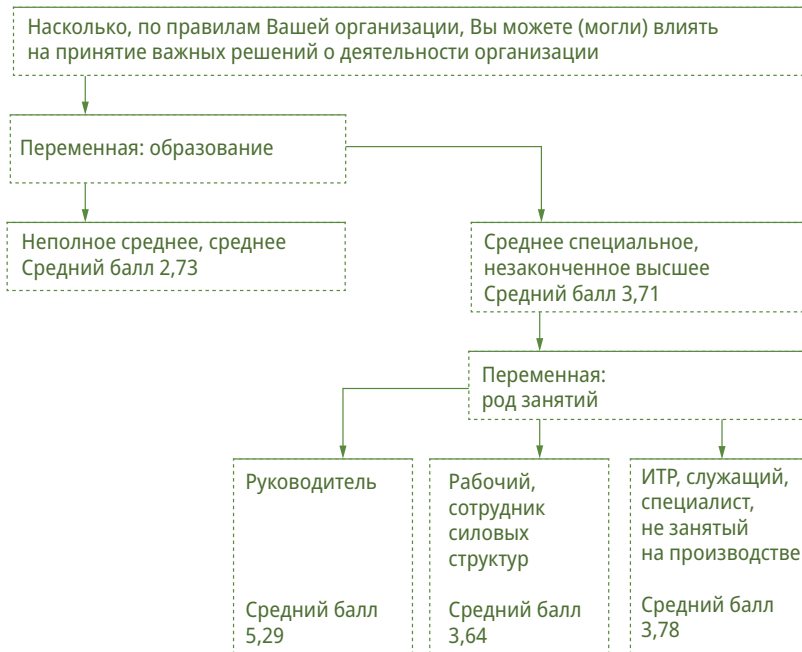 Насколько, по правилам Вашей организации, Вы можете (могли) влиять
на принятие важных решений о деятельности организации
Переменная: образование
Неполное среднее, среднее
Средний балл 2,73
Среднее специальное,
незаконченное высшее
Средний балл 3,71
Переменная:
род занятий
Руководитель
Средний балл
5,29
Рабочий,
сотрудник
силовых
структур
Средний балл
3,64
ИТР, служащий,
специалист,
не занятый
на производстве
Средний балл
3,78